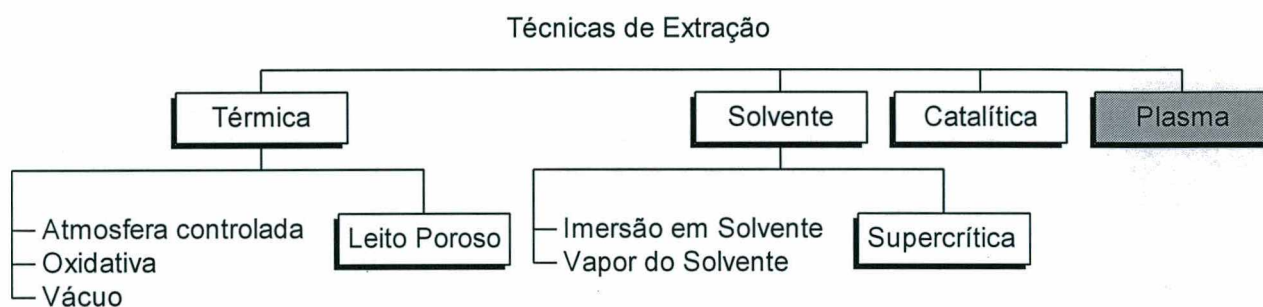 Técnicas de Extração
Térmica
Solvente
Catalítica
Plasma
Atmosfera controlada
Oxidativa
Vácuo
Leito Poroso
Imersão em Solvente
Vapor do Solvente
Supercrítica